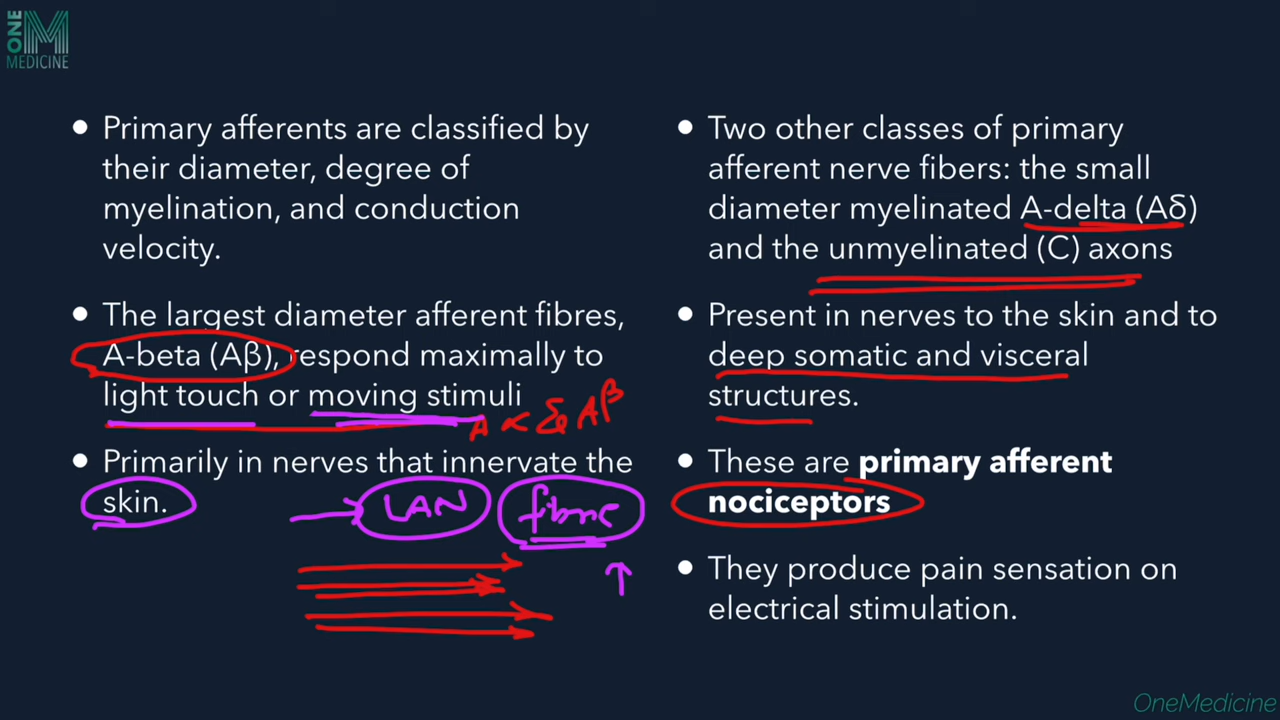 ONE
M
MEDICINE
• Primary afferents are classified by
their diameter, degree of
myelination, and conduction
velocity.
• The largest diameter afferent fibres,
A-beta (Aβ), respond maximally to
light touch or moving stimuli
• Primarily in nerves that innervate the
skin.
LAN
• Two other classes of primary
afferent nerve fibers: the small
diameter myelinated A-delta (Aδ)
and the unmyelinated (C) axons
• Present in nerves to the skin and to
deep somatic and visceral
structures.
• These are primary afferent
nociceptors
• They produce pain sensation on
electrical stimulation.
OneMedicine